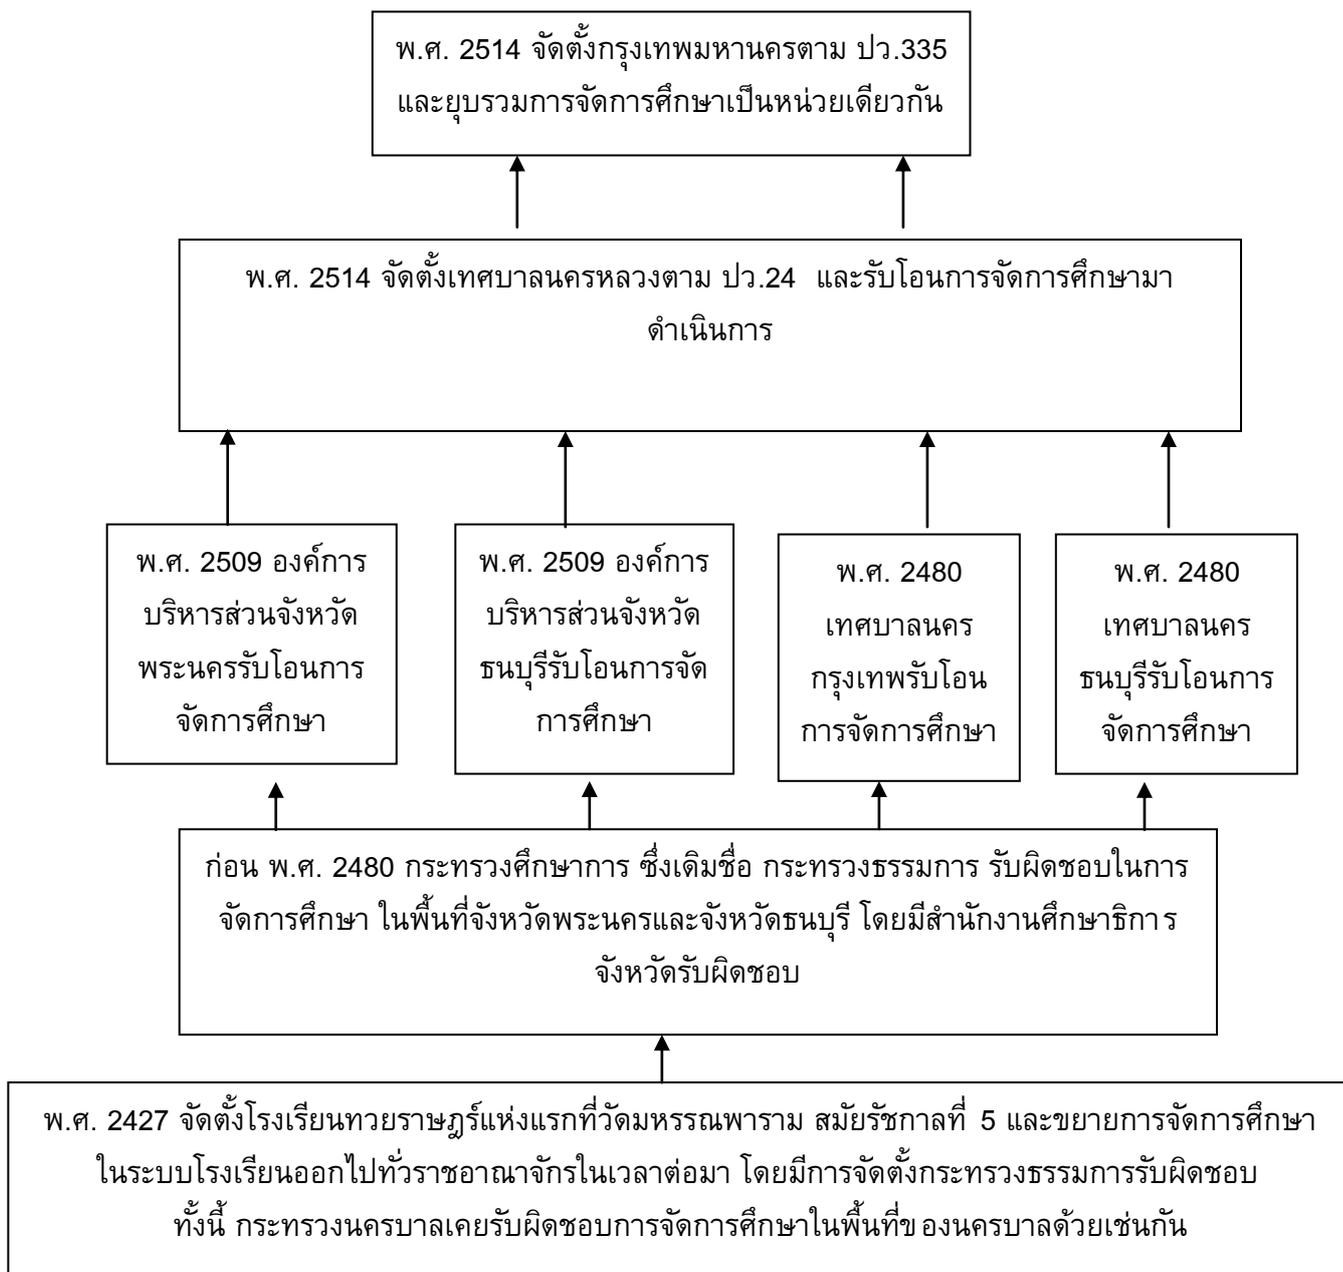 พ.ศ. 2514 จัดตั้งกรุงเทพมหานครตาม ปว.335
และยุบรวมการจัดการศึกษาเป็นหน่วยเดียวกัน
พ.ศ. 2514 จัดตั้งเทศบาลนครหลวงตาม ปว.24 และรับโอนการจัดการศึกษามา
ดำเนินการ
พ.ศ. 2509 องค์การ
บริหารส่วนจังหวัด
พระนครรับโอนการ
จัดการศึกษา
พ.ศ. 2509 องค์การ
บริหารส่วนจังหวัด
ธนบุรีรับโอนการจัด
การศึกษา
พ.ศ. 2480
เทศบาลนคร
กรุงเทพรับโอน
การจัดการศึกษา
พ.ศ. 2480
เทศบาลนคร
ธนบุรีรับโอนการ
จัดการศึกษา
ก่อน พ.ศ. 2480 กระทรวงศึกษาการ ซึ่งเดิมชื่อ กระทรวงธรรมการ รับผิดชอบในการ
จัดการศึกษา ในพื้นที่จังหวัดพระนครและจังหวัดธนบุรี โดยมีสำนักงานศึกษาธิการ
จังหวัดรับผิดชอบ
พ.ศ. 2427 จัดตั้งโรงเรียนทวยราษฎร์แห่งแรกที่วัดมหรรณพาราม สมัยรัชกาลที่ 5 และขยายการจัดการศึกษา
ในระบบโรงเรียนออกไปทั่วราชอาณาจักรในเวลาต่อมา โดยมีการจัดตั้งกระทรวงธรรมการรับผิดชอบ
ทั้งนี้ กระทรวงนครบาลเคยรับผิดชอบการจัดการศึกษาในพื้นที่ของนครบาลด้วยเช่นกัน